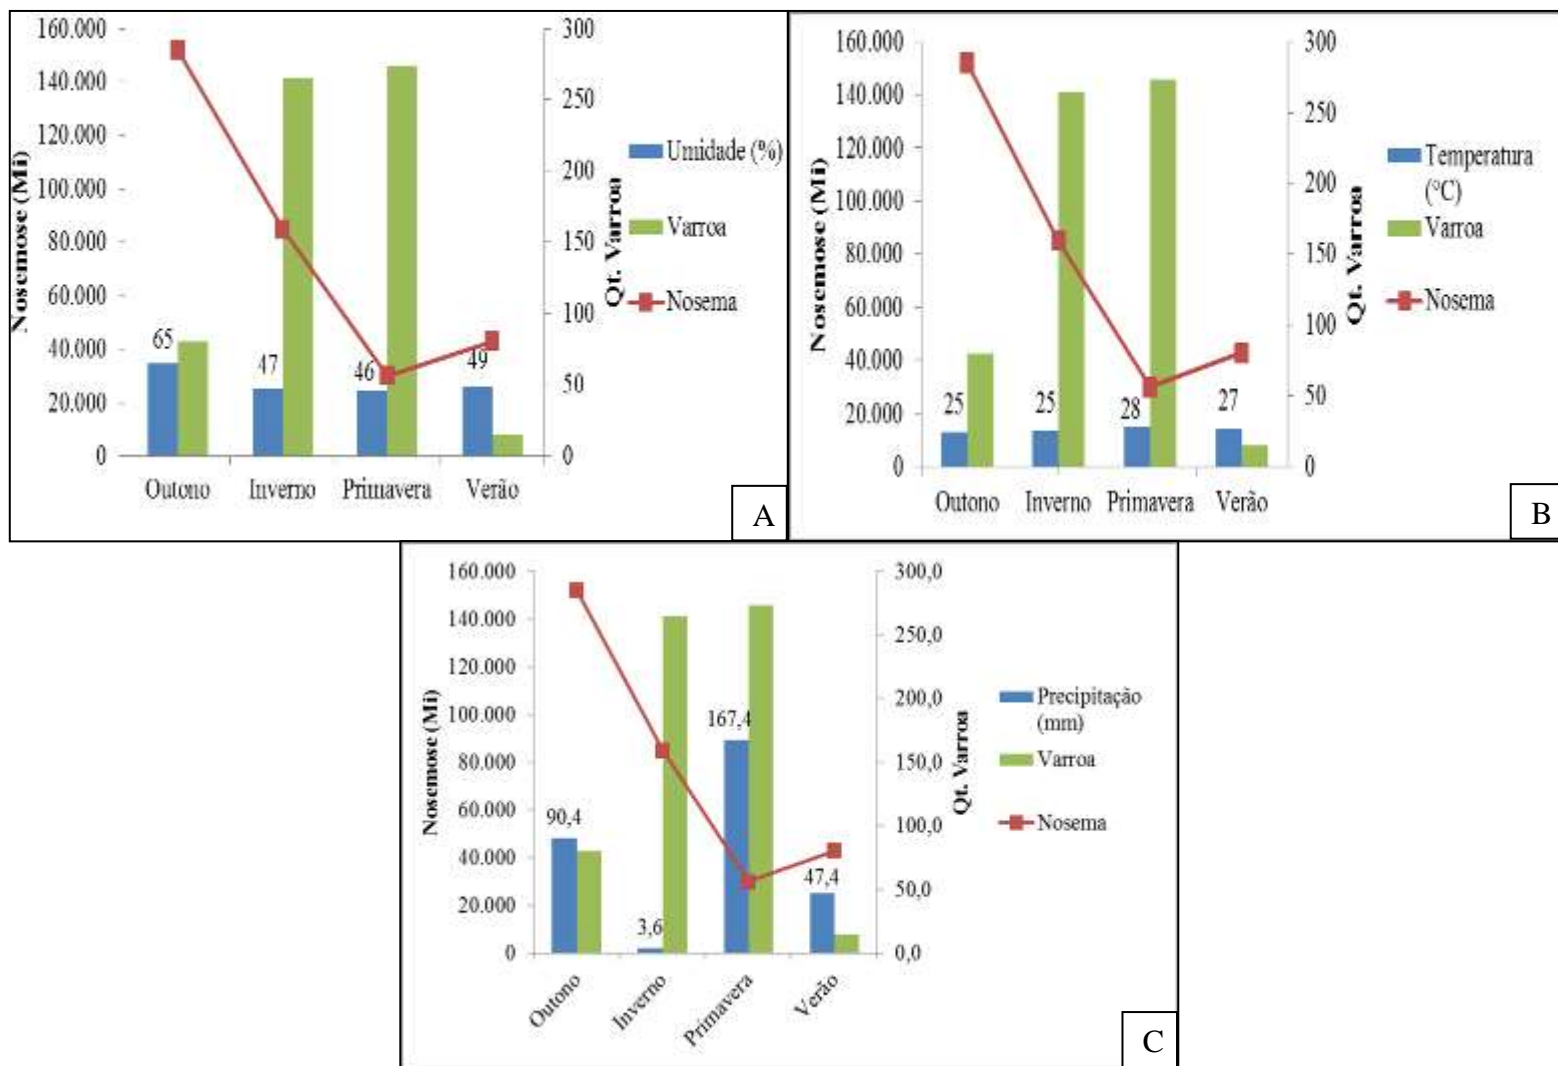 160.000
140.000
120.000
100.000
80.000
60.000
40.000
20.000
0
Nosemose (Mi)
300
250
200
150
100
50
0
Qt. Varroa
65
47
46
49
Outono
Inverno
Primavera
Verão
Umidade (%)
Varroa
Nosema
A
160.000
140.000
120.000
100.000
80.000
60.000
40.000
20.000
0
Nosemose (Mi)
300
250
200
150
100
50
0
Qt. Varroa
25
25
28
27
Outono
Inverno
Primavera
Verão
Temperatura
(°C)
Varroa
Nosema
B
160.000
140.000
120.000
100.000
80.000
60.000
40.000
20.000
0
Nosemose (Mi)
300,0
250,0
200,0
150,0
100,0
50,0
0,0
Qt. Varroa
90,4
3,6
167,4
47,4
Outono
Inverno
Primavera
Verão
Precipitação
(mm)
Varroa
Nosema
C